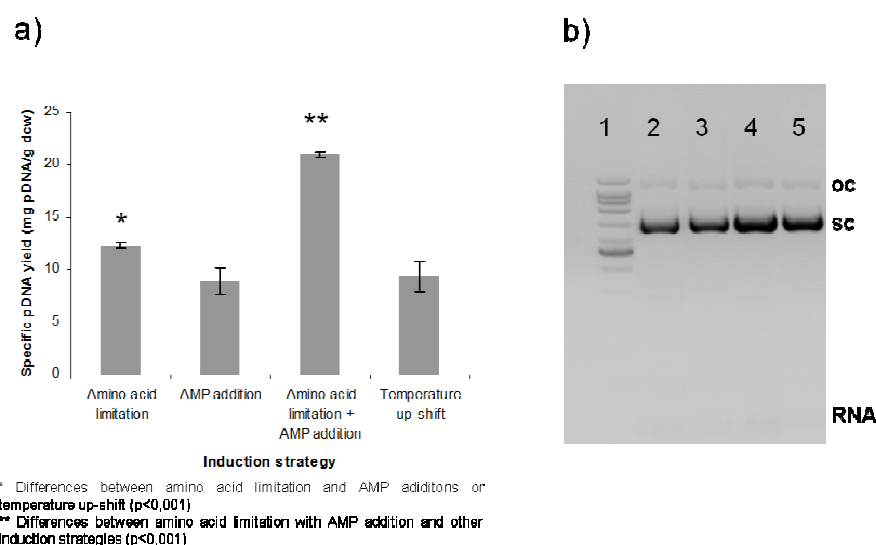 a)
b)
Specific pDNA yield (mg pDNA/g dcw)
25
20
15
10
5
0
*
**
Amino acid limitation
AMP addition
Amino acid limitation + AMP addition
Temperature up shift
Induction strategy
* Differences between amino acid limitation and AMP adiditons or
temperature up-shift (p<0,001)
** Differences between amino acid limitation with AMP addition and other
induction strategies (p<0,001)
1 2 3 4 5
oc
sc
RNA